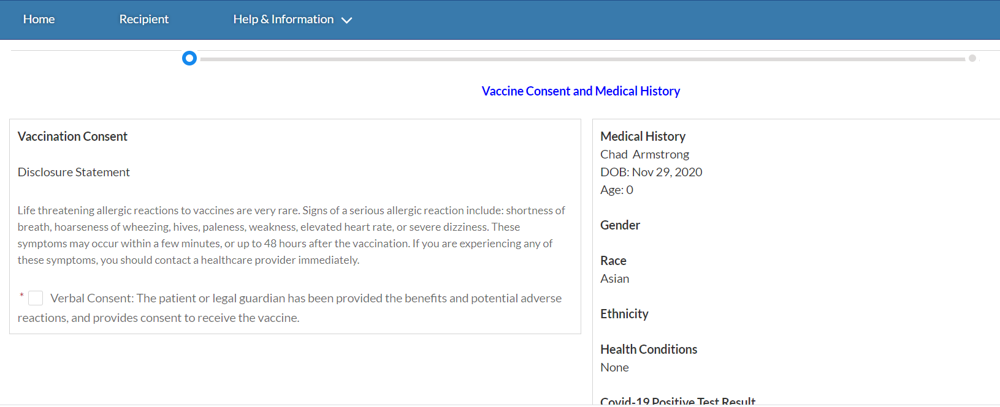 Home Recipient Help & Information
Vaccine Consent and Medical History
Vaccination Consent
Disclosure Statement
Life threatening allergic reactions to vaccines are very rare. Signs of a serious allergic reaction include: shortness of
breath, hoarseness of wheezing, hives, paleness, weakness, elevated heart rate, or severe dizziness. These
symptoms may occur within a few minutes, or up to 48 hours after the vaccination. If you are experiencing any of
these symptoms, you should contact a healthcare provider immediately.
* Verbal Consent: The patient or legal guardian has been provided the benefits and potential adverse
reactions, and provides consent to receive the vaccine.
Medical History
Chad Armstrong
DOB: Nov 29, 2020
Age: 0
Gender
Race
Asian
Ethnicity
Health Conditions
None
Covid-19 Positive Test Result